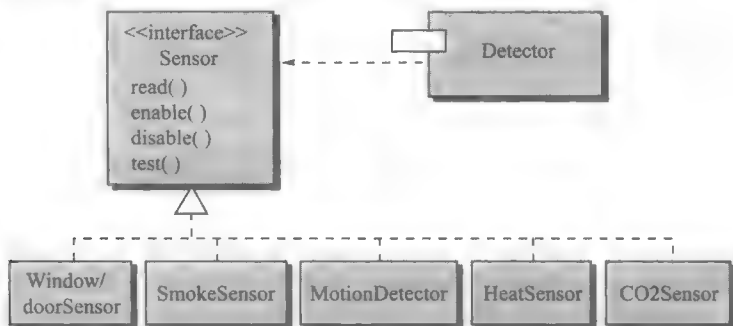 <<interface>>
Sensor
read( )
enable( )
disable( )
test( )
Detector
Window/
doorSensor
SmokeSensor
MotionDetector
HeatSensor
CO2Sensor